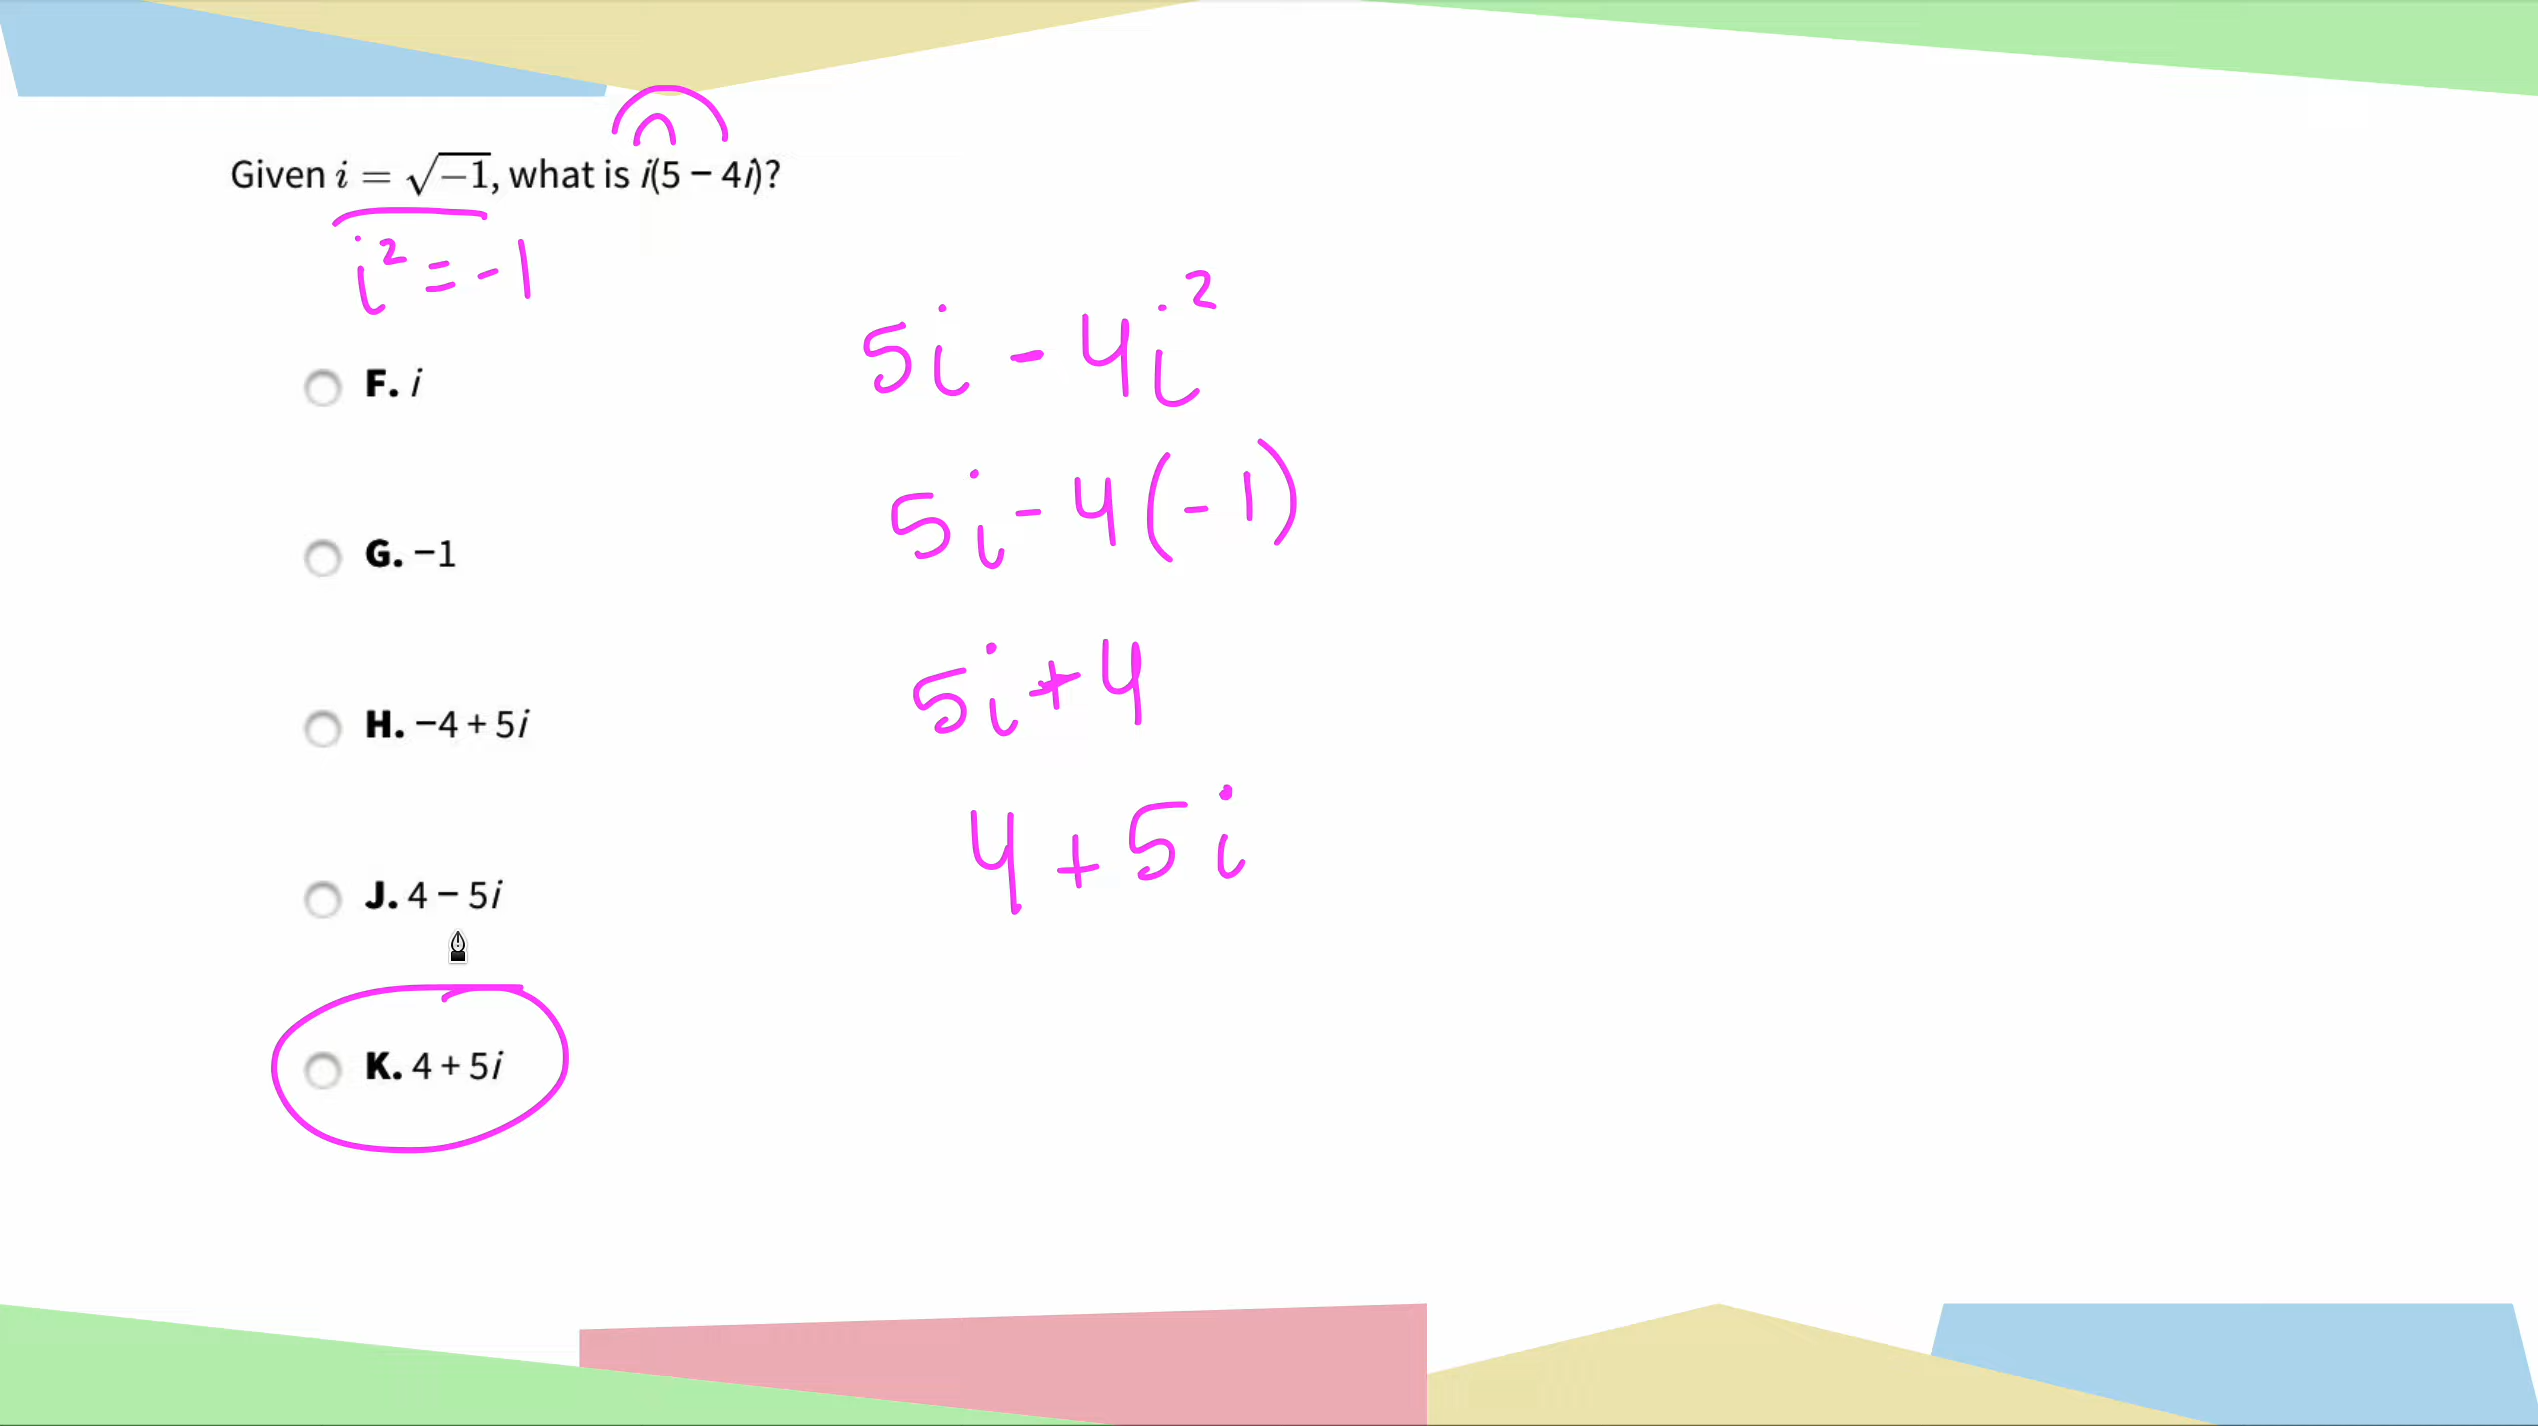 Given i = √−1, what is i(5 − 4i)?
i² = -1
F. i
G. −1
H. −4 + 5i
J. 4 − 5i
K. 4 + 5i
5i - 4i²
5i - 4(-1)
5i + 4
4 + 5i